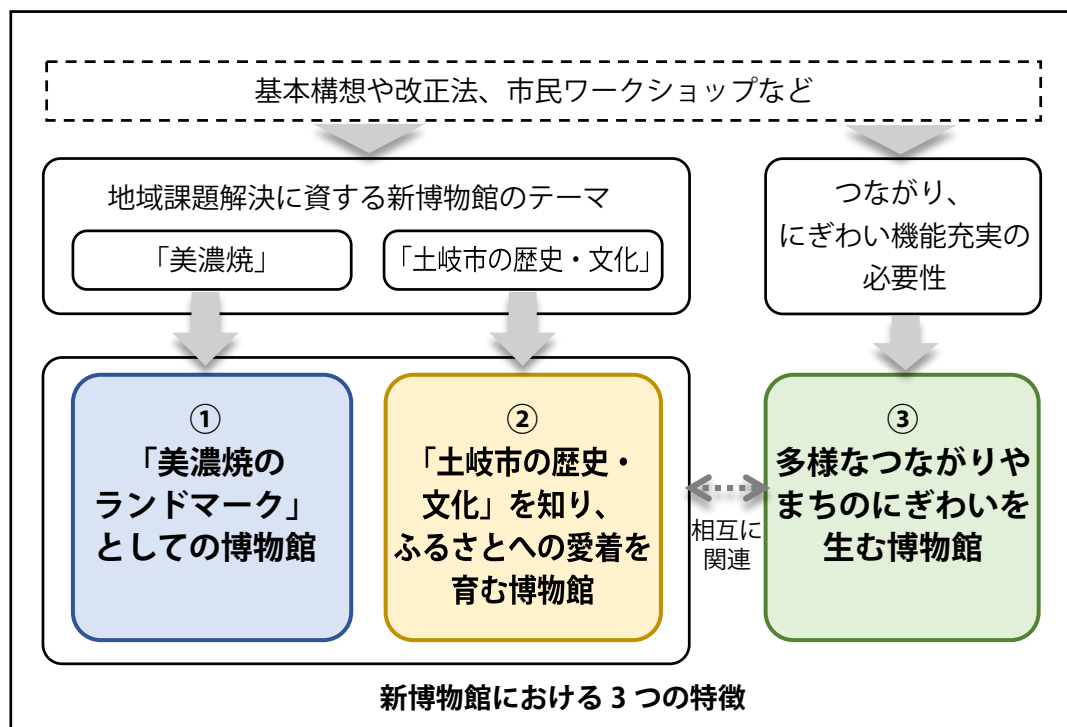 基本構想や改正法、市民ワークショップなど
地域課題解決に資する新博物館のテーマ
「美濃焼」
「土岐市の歴史・文化」
つながり、
にぎわい機能充実の
必要性
①
「美濃焼の
ランドマーク」
としての博物館
②
「土岐市の歴史・
文化」を知り、
ふるさとへの愛着を
育む博物館
相互に
関連
③
多様なつながりや
まちのにぎわいを
生む博物館
新博物館における 3 つの特徴